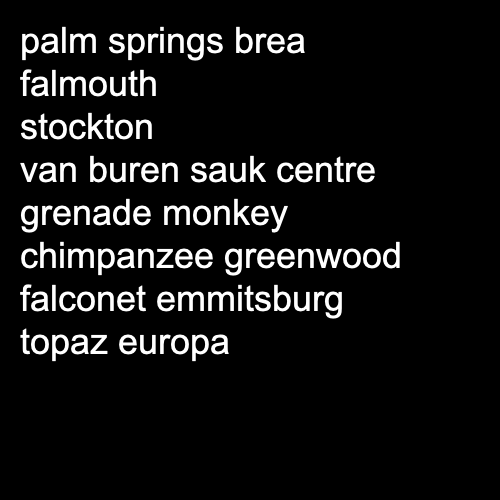 palm springs brea
falmouth
stockton
van buren sauk centre
grenade monkey
chimpanzee greenwood
falconet emmitsburg
topaz europa